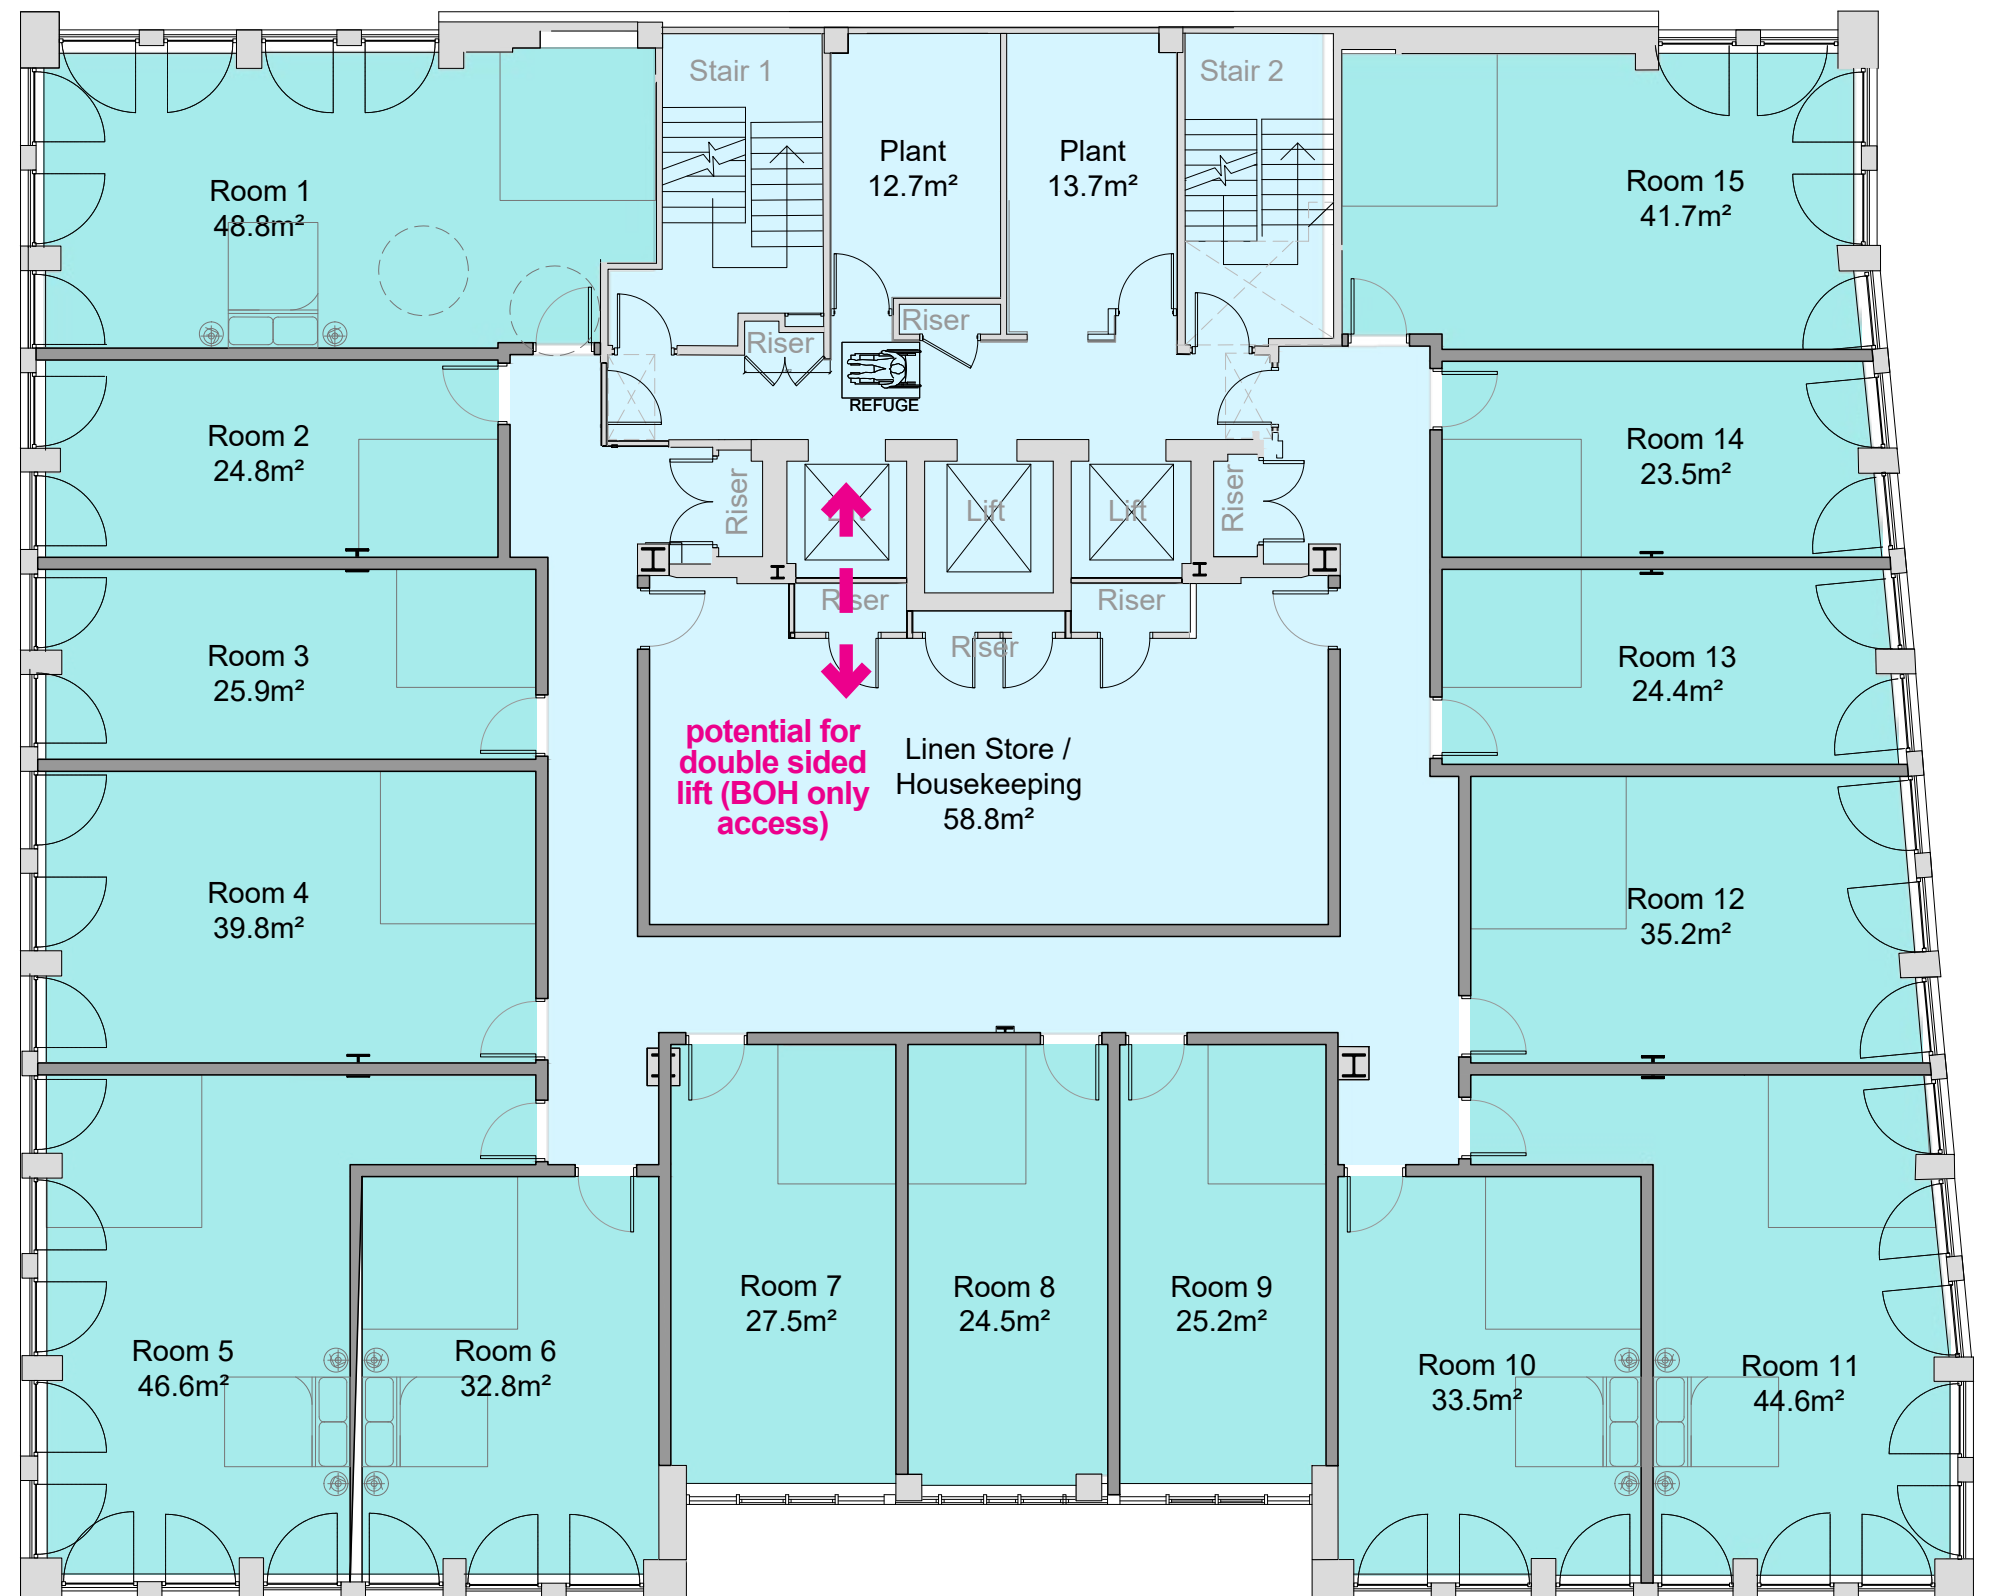 Stair 1
Stair 2
Plant
12.7m²
Plant
13.7m²
Room 1
48.8m²
Room 15
41.7m²
Riser
Riser
REFUGE
Room 2
24.8m²
Room 14
23.5m²
Riser
Lift
Lift
Lift
Riser
Riser
Riser
Riser
Room 3
25.9m²
Room 13
24.4m²
potential for
double sided
lift (BOH only
access)
Linen Store /
Housekeeping
58.8m²
Room 4
39.8m²
Room 12
35.2m²
Room 7
27.5m²
Room 8
24.5m²
Room 9
25.2m²
Room 5
46.6m²
Room 6
32.8m²
Room 10
33.5m²
Room 11
44.6m²